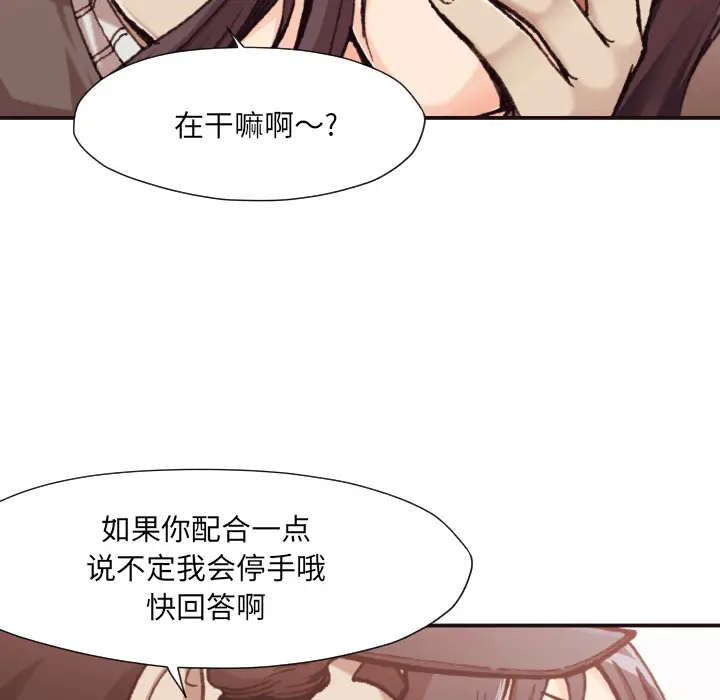 在干嘛啊～?
如果你配合一点
说不定我会停手哦
快回答啊